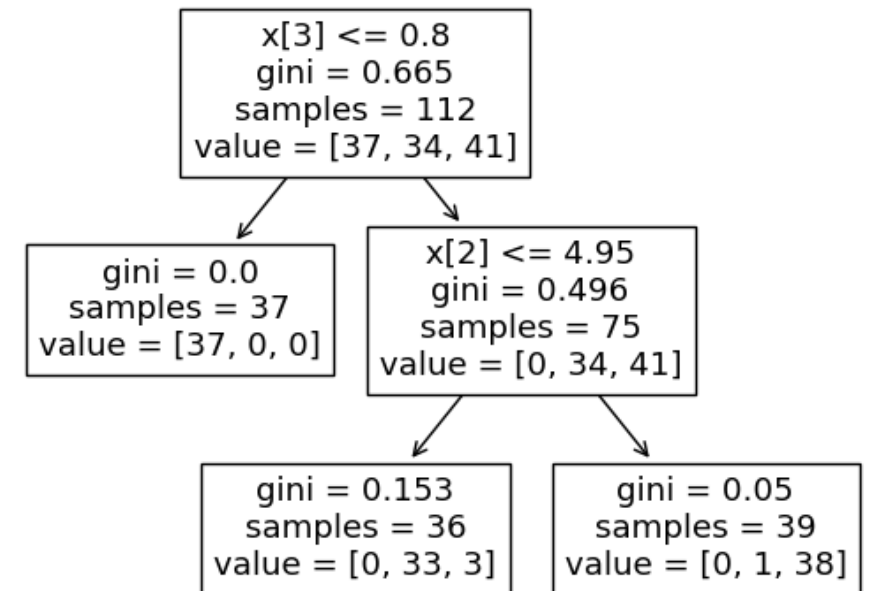 x[3] <= 0.8
gini = 0.665
samples = 112
value = [37, 34, 41]
gini = 0.0
samples = 37
value = [37, 0, 0]
x[2] <= 4.95
gini = 0.496
samples = 75
value = [0, 34, 41]
gini = 0.153
samples = 36
value = [0, 33, 3]
gini = 0.05
samples = 39
value = [0, 1, 38]